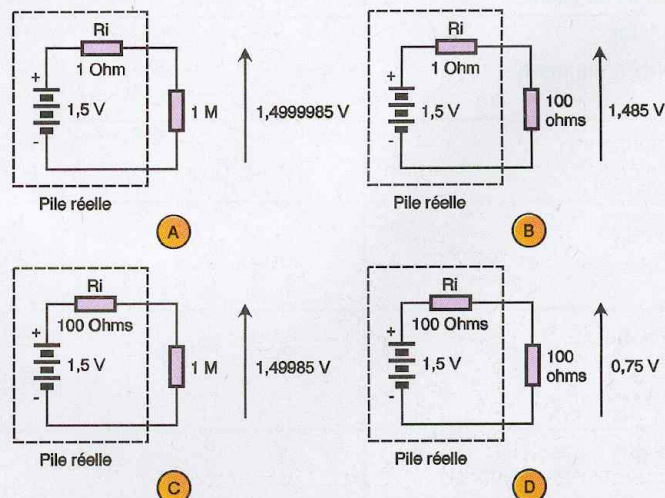 Ri
1 Ohm
+
1,5 V
-
1 M
1,4999985 V
Pile réelle
A
Ri
1 Ohm
+
1,5 V
-
100
ohms
1,485 V
Pile réelle
B
Ri
100 Ohms
+
1,5 V
-
1 M
1,49985 V
Pile réelle
C
Ri
100 Ohms
+
1,5 V
-
100
ohms
0,75 V
Pile réelle
D